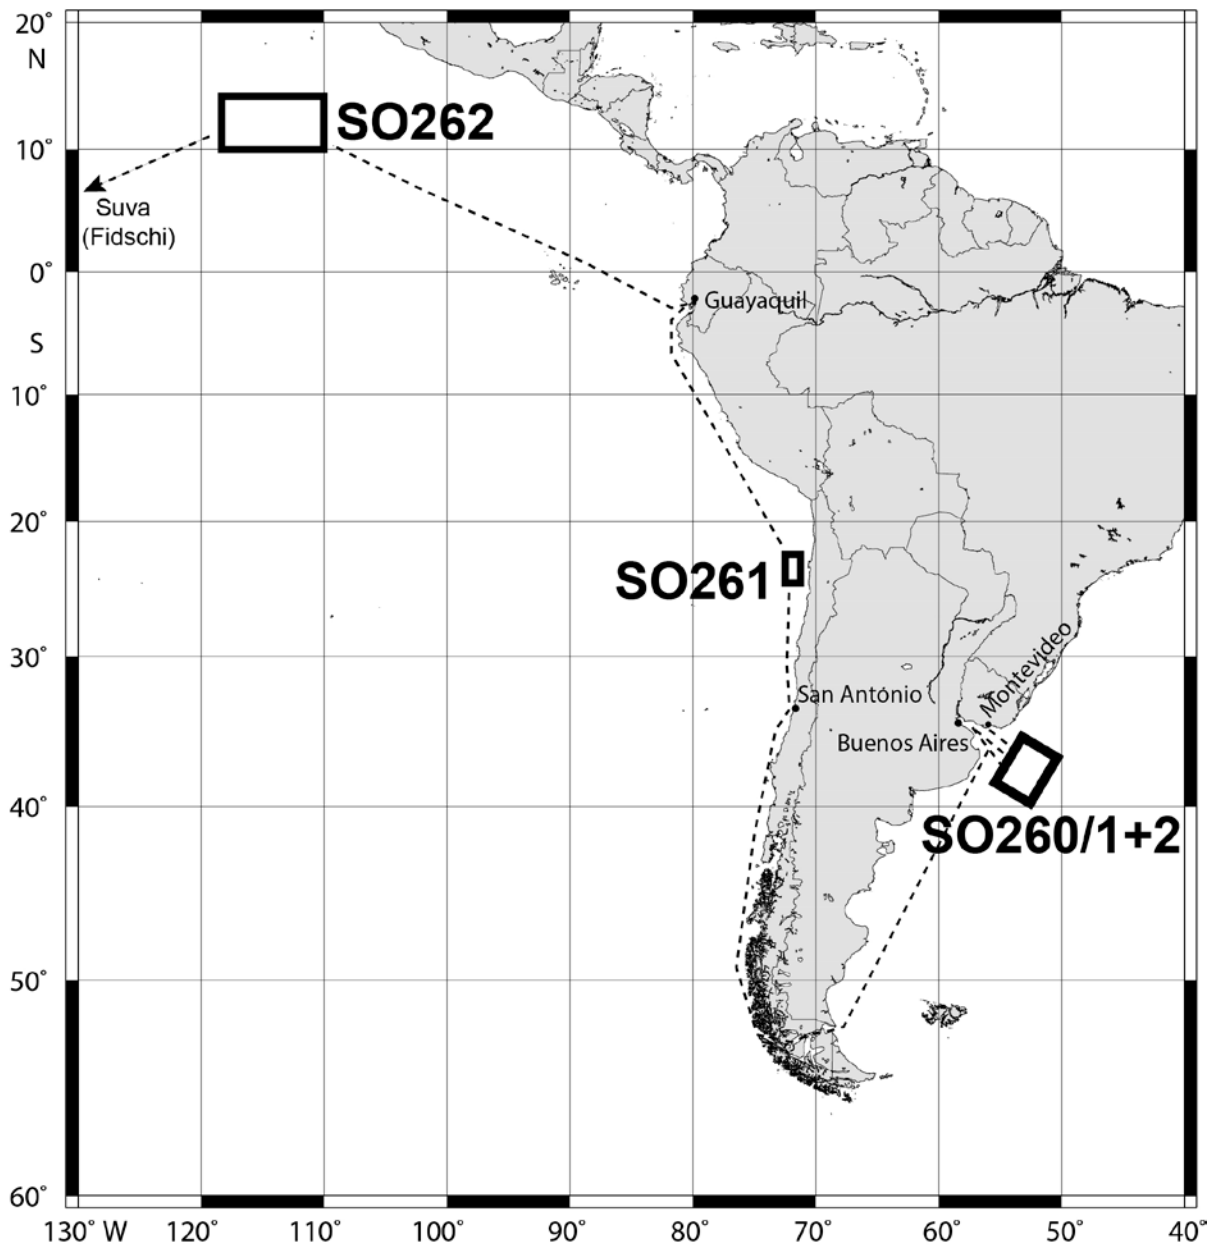 20°
N
SO262
10°
Suva
(Fidschi)
0°
Guayaquil
S
10°
20°
SO261
30°
San António
Montevideo
Buenos Aires
40°
SO260/1+2
50°
60°
130° W 120° 110° 100° 90° 80° 70° 60° 50° 40°